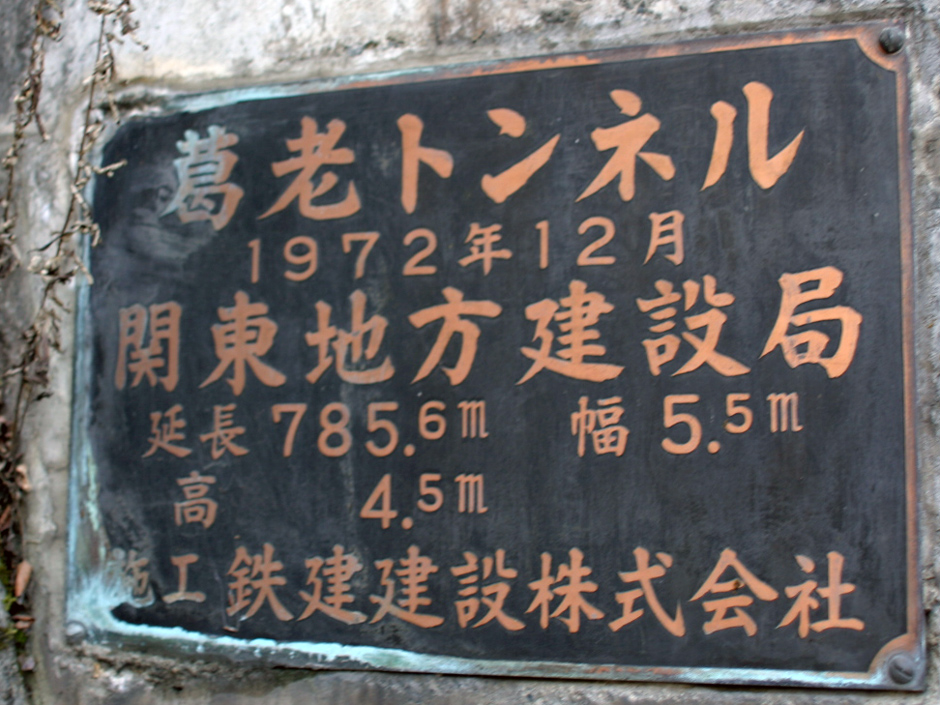 葛老トンネル
1972年12月
関東地方建設局
延長 785.6m 幅 5.5m
高 4.5m
施工 鉄建建設株式会社